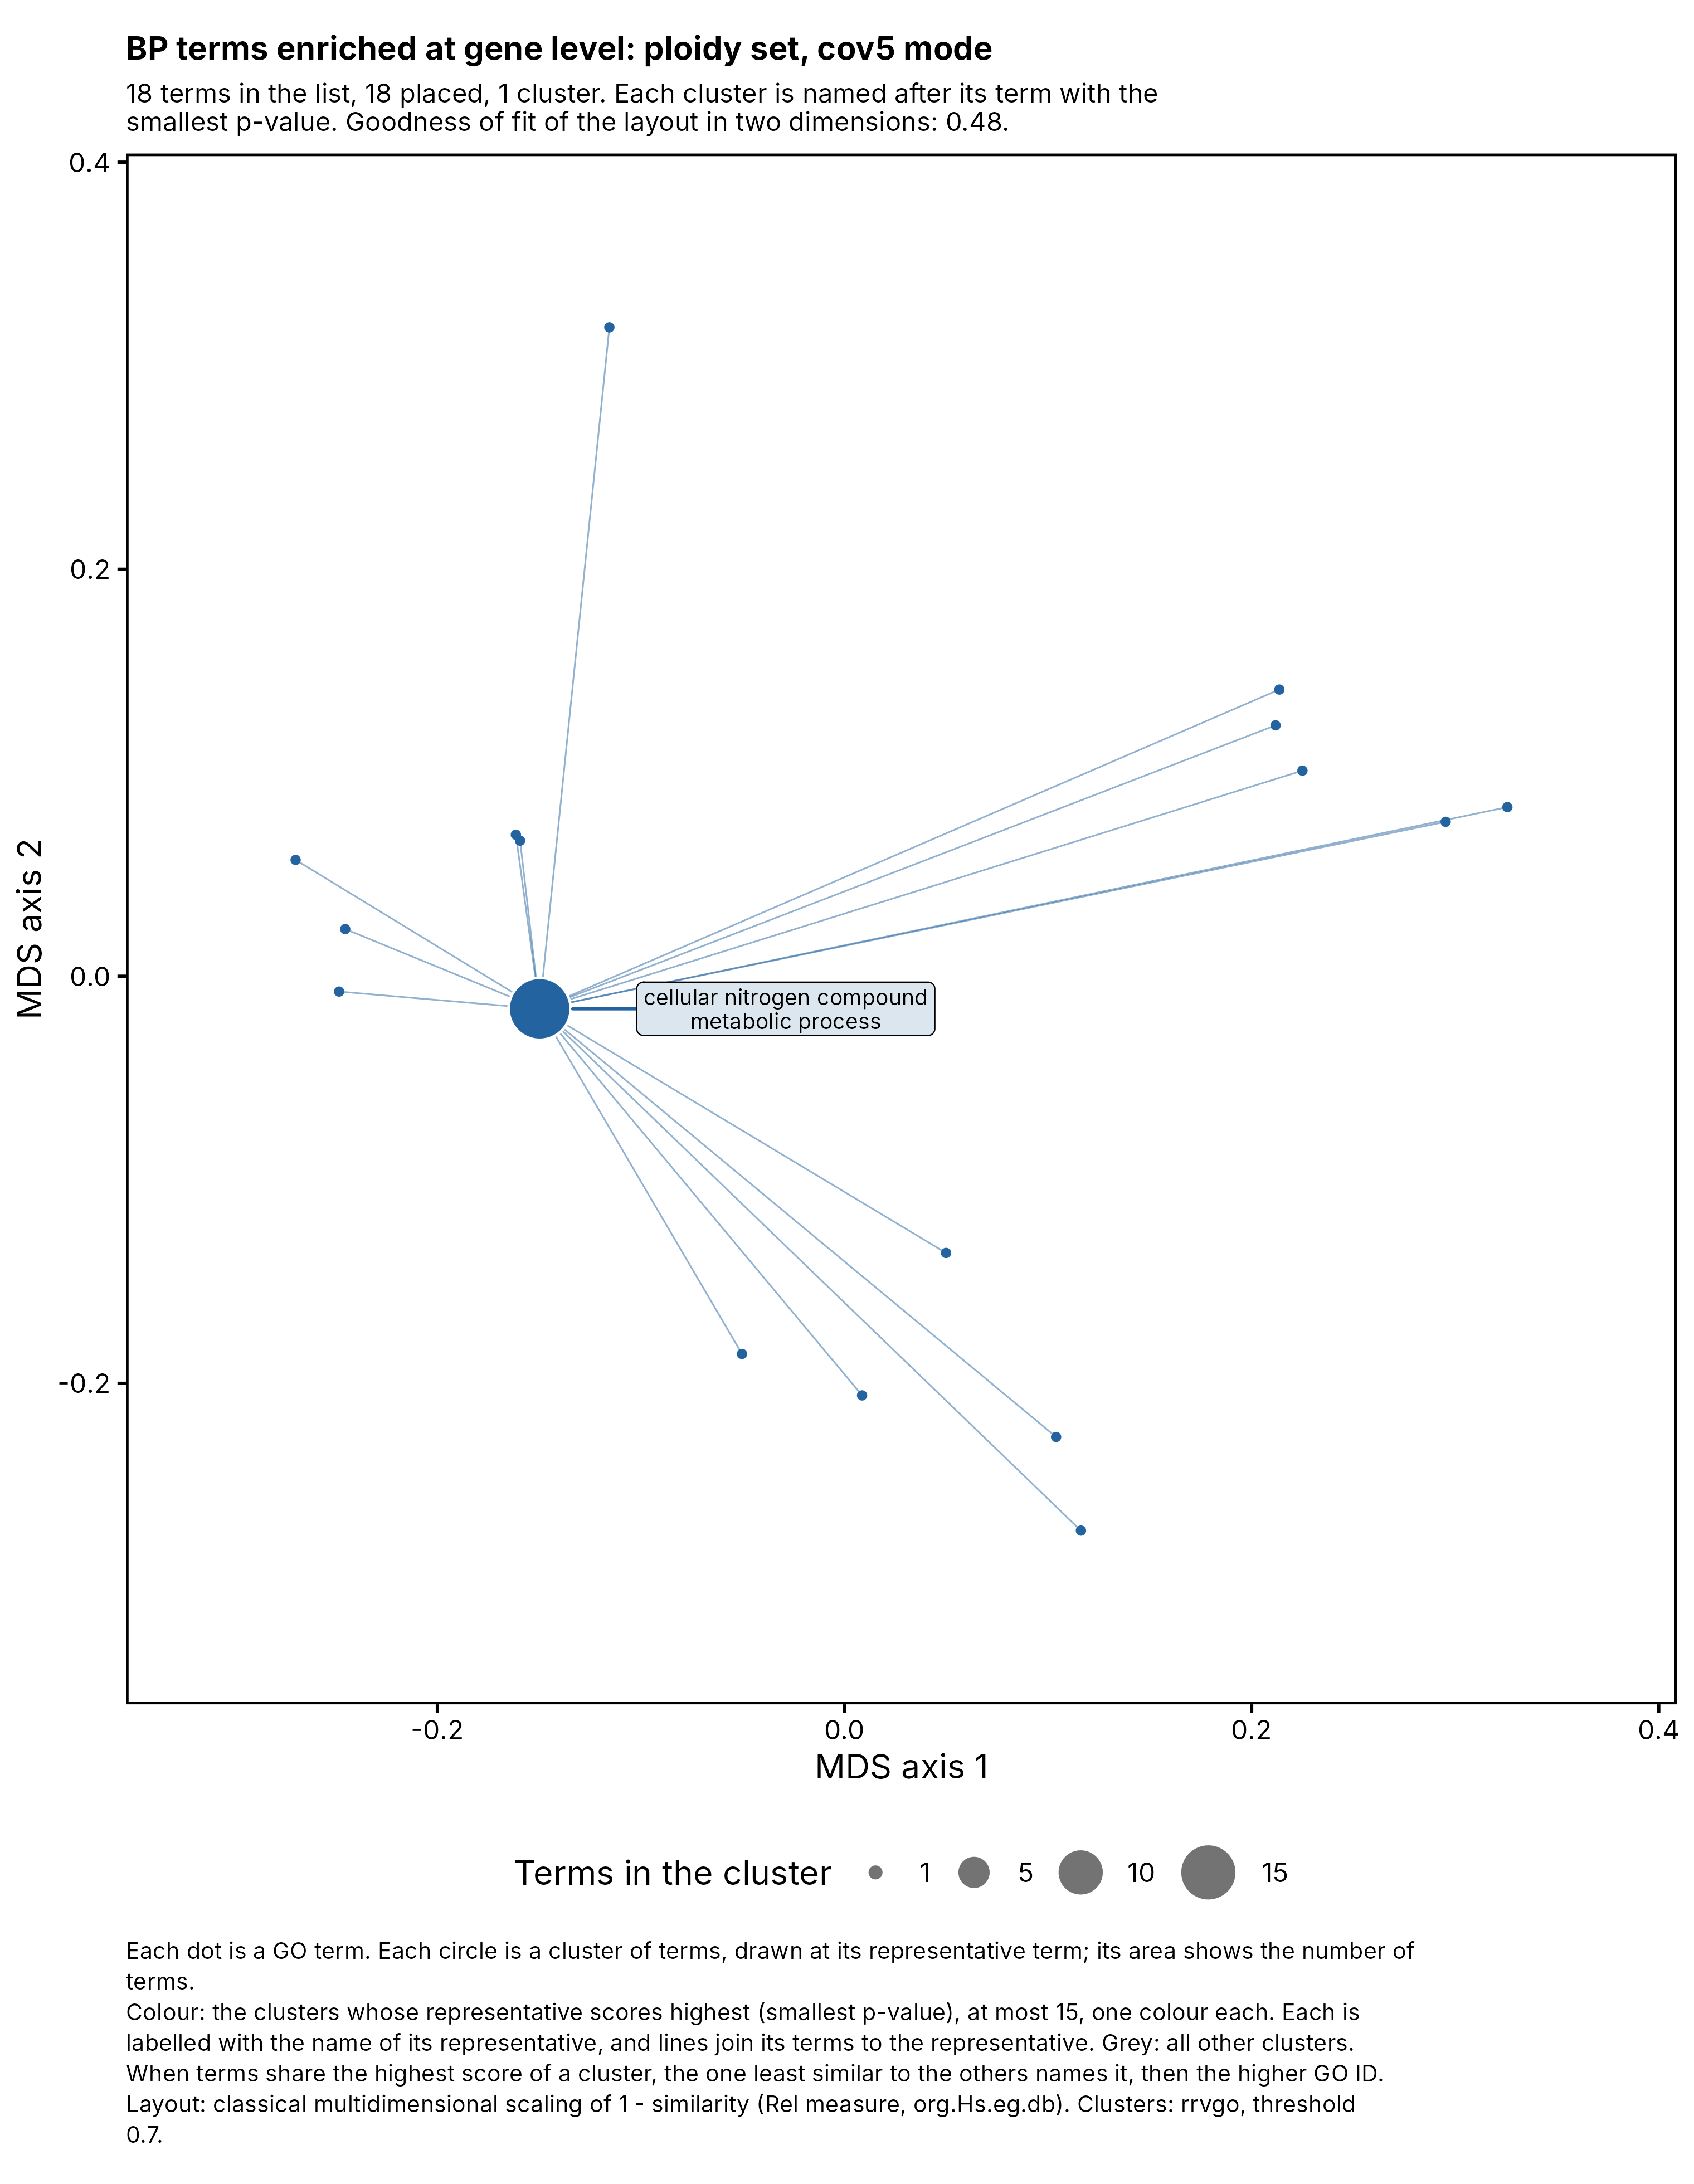 BP terms enriched at gene level: ploidy set, cov5 mode
18 terms in the list, 18 placed, 1 cluster. Each cluster is named after its term with the
smallest p-value. Goodness of fit of the layout in two dimensions: 0.48.
0.4
0.2
0.0
-0.2
MDS axis 2
cellular nitrogen compound
metabolic process
-0.2
0.0
0.2
0.4
MDS axis 1
Terms in the cluster 1 5 10 15
Each dot is a GO term. Each circle is a cluster of terms, drawn at its representative term; its area shows the number of
terms.
Colour: the clusters whose representative scores highest (smallest p-value), at most 15, one colour each. Each is
labelled with the name of its representative, and lines join its terms to the representative. Grey: all other clusters.
When terms share the highest score of a cluster, the one least similar to the others names it, then the higher GO ID.
Layout: classical multidimensional scaling of 1 - similarity (Rel measure, org.Hs.eg.db). Clusters: rrvgo, threshold
0.7.